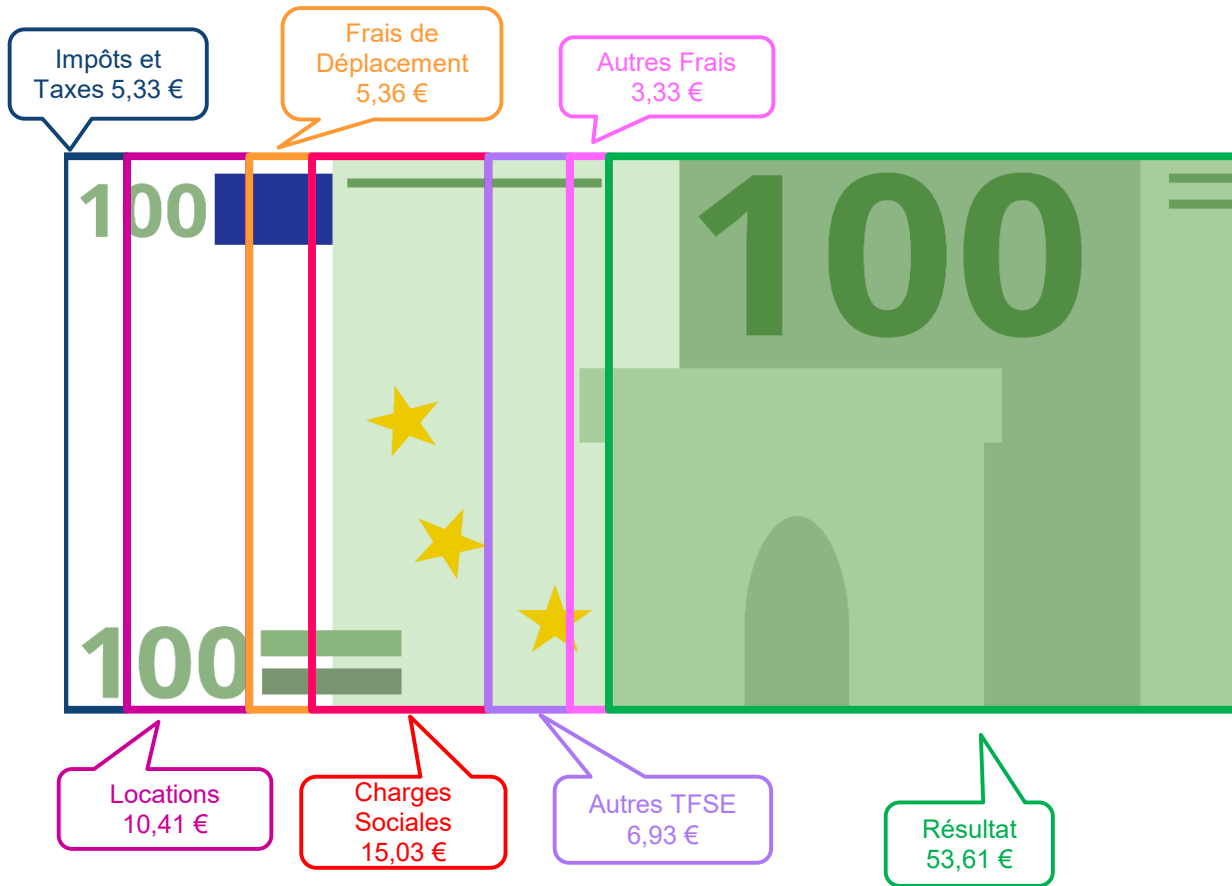 Impôts et
Taxes 5,33 €
Frais de
Déplacement
5,36 €
Autres Frais
3,33 €
100
100
100
Locations
10,41 €
Charges
Sociales
15,03 €
Autres TFSE
6,93 €
Résultat
53,61 €